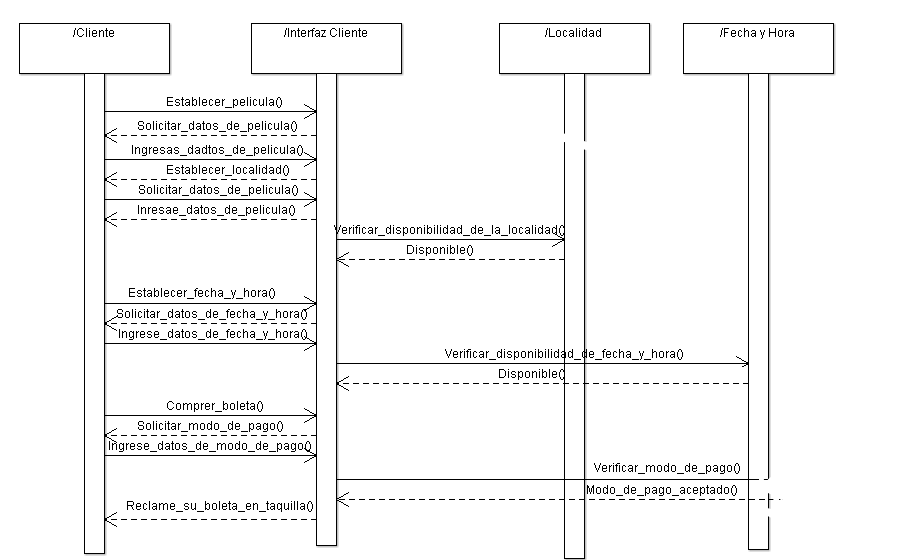 /Cliente
/Interfaz Cliente
/Localidad
/Fecha y Hora
Establecer_pelicula()
Solicitar_datos_de_pelicula()
Ingresas_dadtos_de_pelicula()
Establecer_localidad()
Solicitar_datos_de_pelicula()
Inresae_datos_de_pelicula()
Verificar_disponibilidad_de_la_localidad()
Disponible()
Establecer_fecha_y_hora()
Solicitar_datos_de_fecha_y_hora()
Ingrese_datos_de_fecha_y_hora()
Verificar_disponibilidad_de_fecha_y_hora()
Disponible()
Comprer_boleta()
Solicitar_modo_de_pago()
Ingrese_datos_de_modo_de_pago()
Verificar_modo_de_pago()
Modo_de_pago_aceptado()
Reclame_su_boleta_en_taquilla()